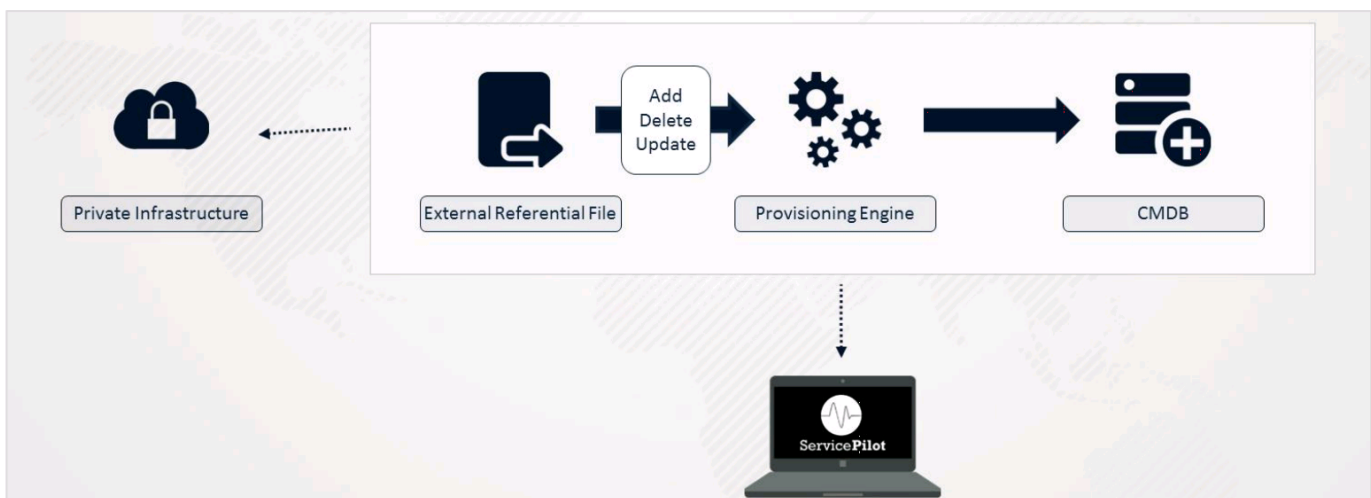 Add
Delete
Update
Private Infrastructure
External Referential File
Provisioning Engine
CMDB
ServicePilot